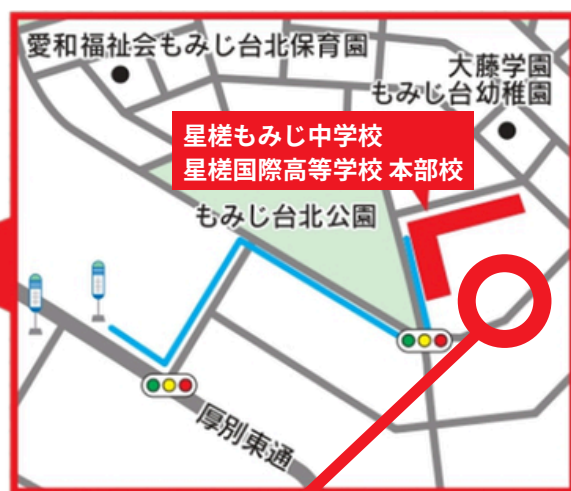 愛和福祉会もみじ台北保育園
大藤学園
もみじ台幼稚園
星槎もみじ中学校
星槎国際高等学校 本部校
もみじ台北公園
厚別東通